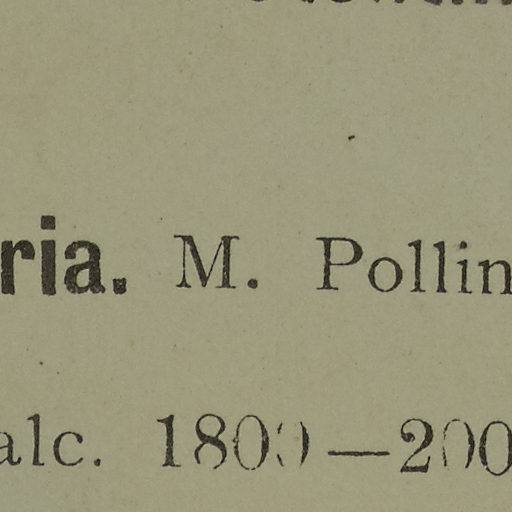 ria. M. Pollin
alc. 1800—200